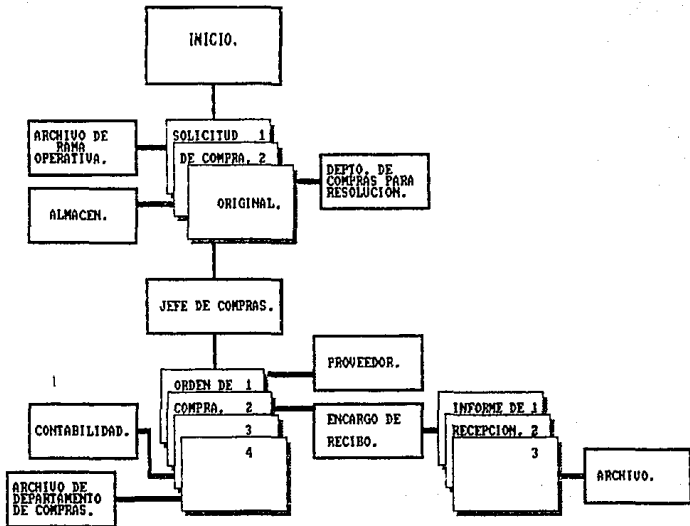 INICIO.
ARCHIVO DE
RAMA
OPERATIVA.
SOLICITUD 1
DE COMPRA. 2
ORIGINAL.
DEPTO. DE
COMPRAS PARA
RESOLUCION.
ALMACEN.
JEFE DE COMPRAS.
PROVEEDOR.
1
ORDEN DE 1
COMPRA. 2
3
4
CONTABILIDAD.
ENCARGO DE
RECIBO.
INFORME DE 1
RECEPCION. 2
3
ARCHIVO.
ARCHIVO DE
DEPARTAMENTO
DE COMPRAS.